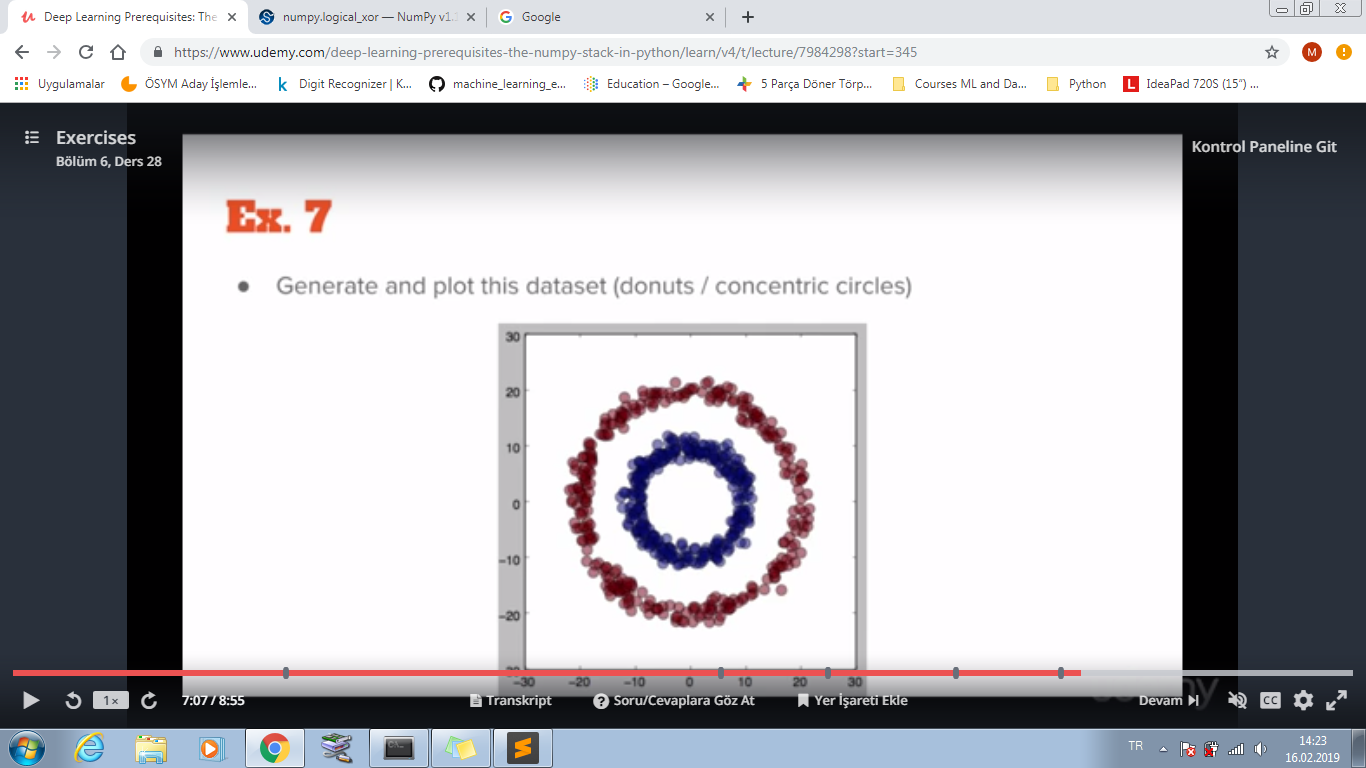 Deep Learning Prerequisites: The
numpy.logical_xor — NumPy v1.
Google
https://www.udemy.com/deep-learning-prerequisites-the-numpy-stack-in-python/learn/v4/t/lecture/7984298?start=345
M
Uygulamalar
ÖSYM Aday İşlemle...
k
Digit Recognizer | K...
machine_learning_e...
Education – Google...
5 Parça Döner Törp...
Courses ML and Da...
Python
L
IdeaPad 720S (15") ...
Exercises
Bölüm 6, Ders 28
Kontrol Paneline Git
Ex. 7
● Generate and plot this dataset (donuts / concentric circles)
30
20
10
0
−10
−20
−30 −20 −10 0 10 20 30
1×
7:07 / 8:55
Transkript
Soru/Cevaplara Göz At
Yer İşareti Ekle
Devam
CC
TR
14:23
16.02.2019